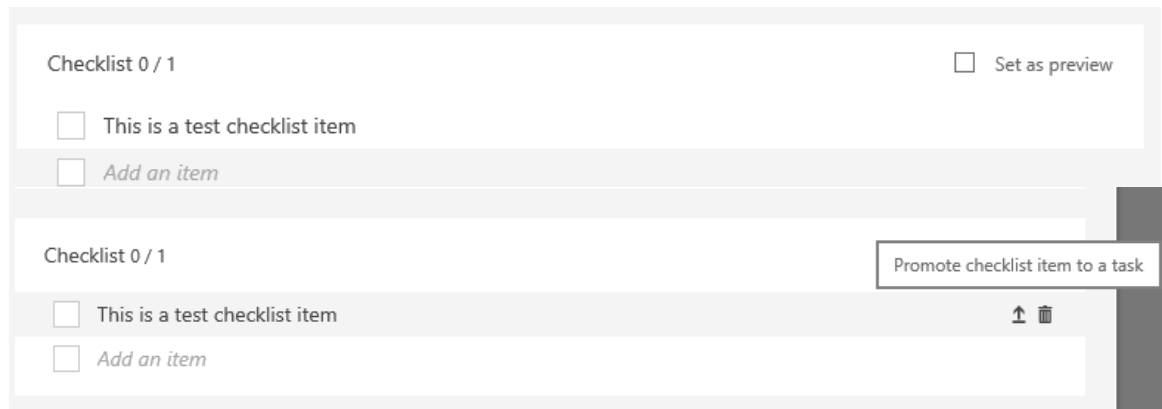 Checklist 0 / 1
Set as preview
This is a test checklist item
Add an item
Checklist 0 / 1
Promote checklist item to a task
This is a test checklist item
Add an item